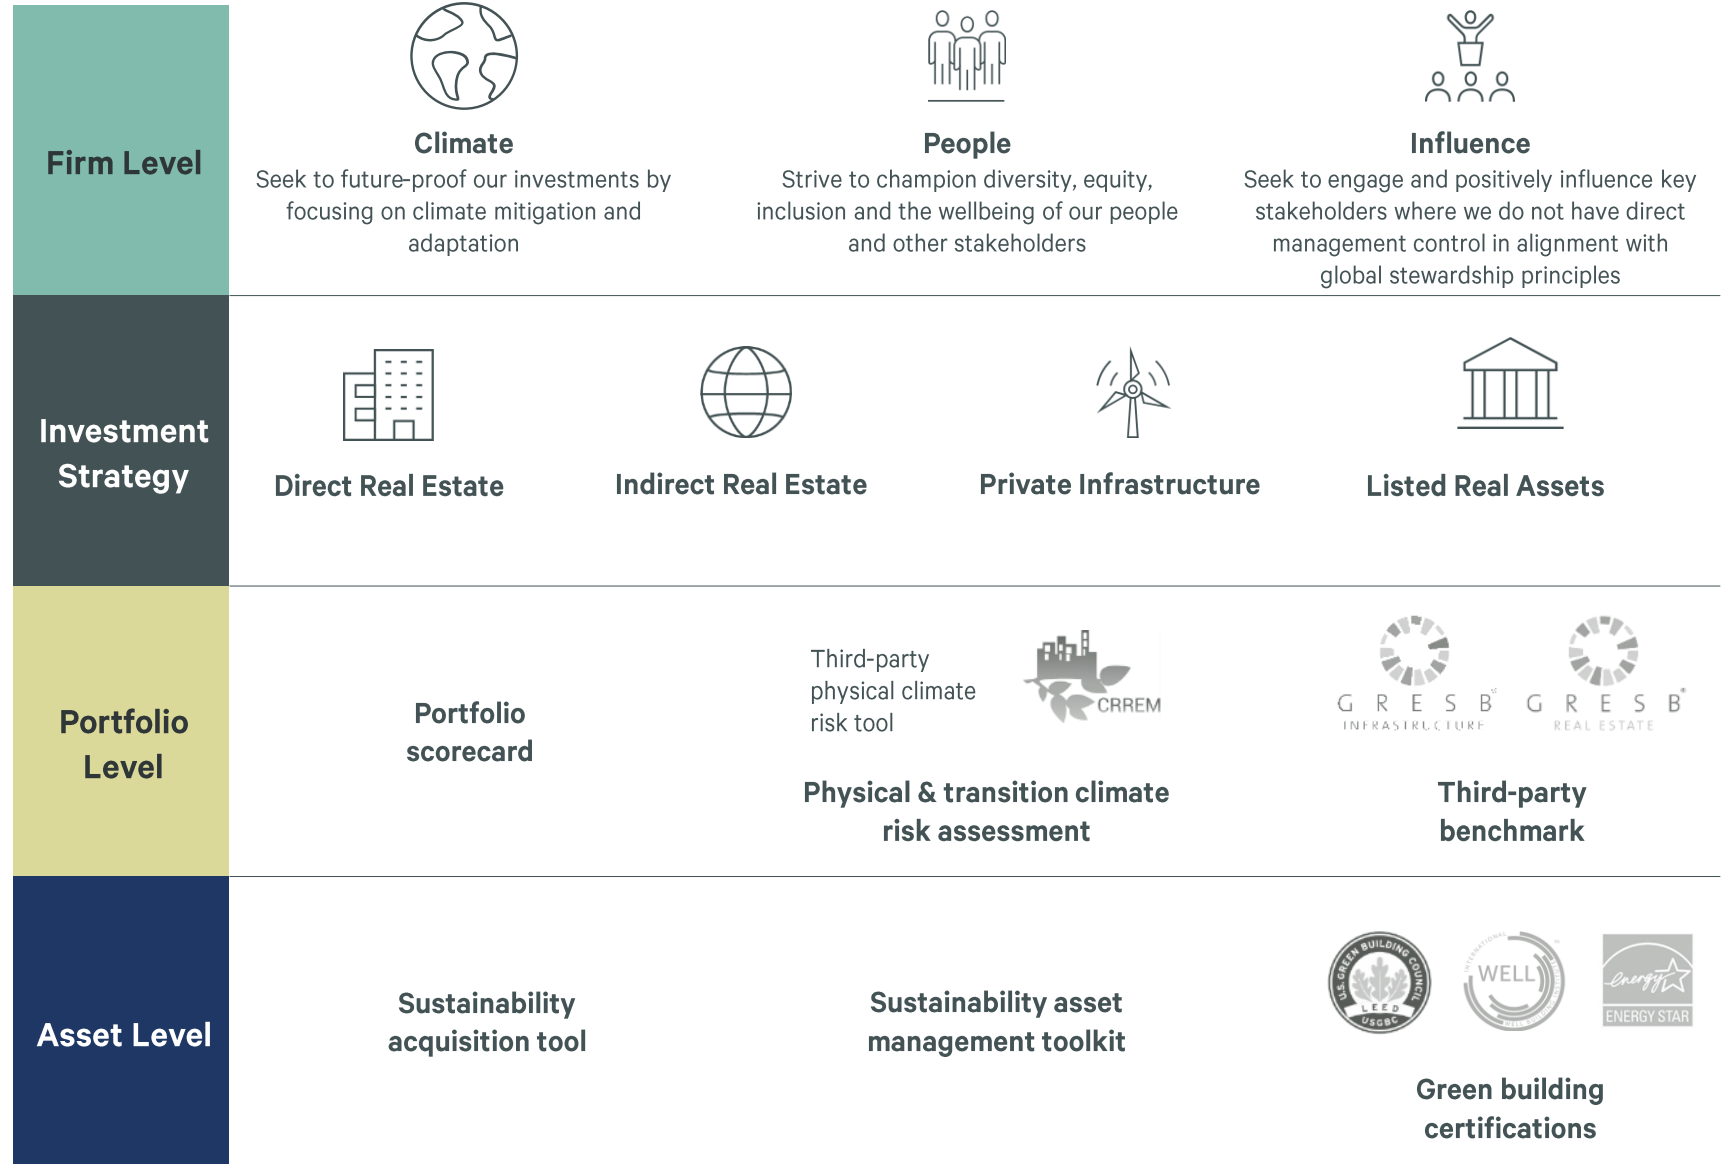 Firm Level
Climate
Seek to future-proof our investments by
focusing on climate mitigation and
adaptation
People
Strive to champion diversity, equity,
inclusion and the wellbeing of our people
and other stakeholders
Influence
Seek to engage and positively influence key
stakeholders where we do not have direct
management control in alignment with
global stewardship principles
Investment
Strategy
Direct Real Estate
Indirect Real Estate
Private Infrastructure
Listed Real Assets
Portfolio
Level
Portfolio
scorecard
Third-party
physical climate
risk tool
CRREM
Physical & transition climate
risk assessment
G R E S B
INFRASTRUCTURE
G R E S B®
REAL ESTATE
Third-party
benchmark
Asset Level
Sustainability
acquisition tool
Sustainability asset
management toolkit
U.S. GREEN BUILDING COUNCIL
LEED
USGBC
INTERNATIONAL
WELL
WELL BUILDING
energy
ENERGY STAR
Green building
certifications